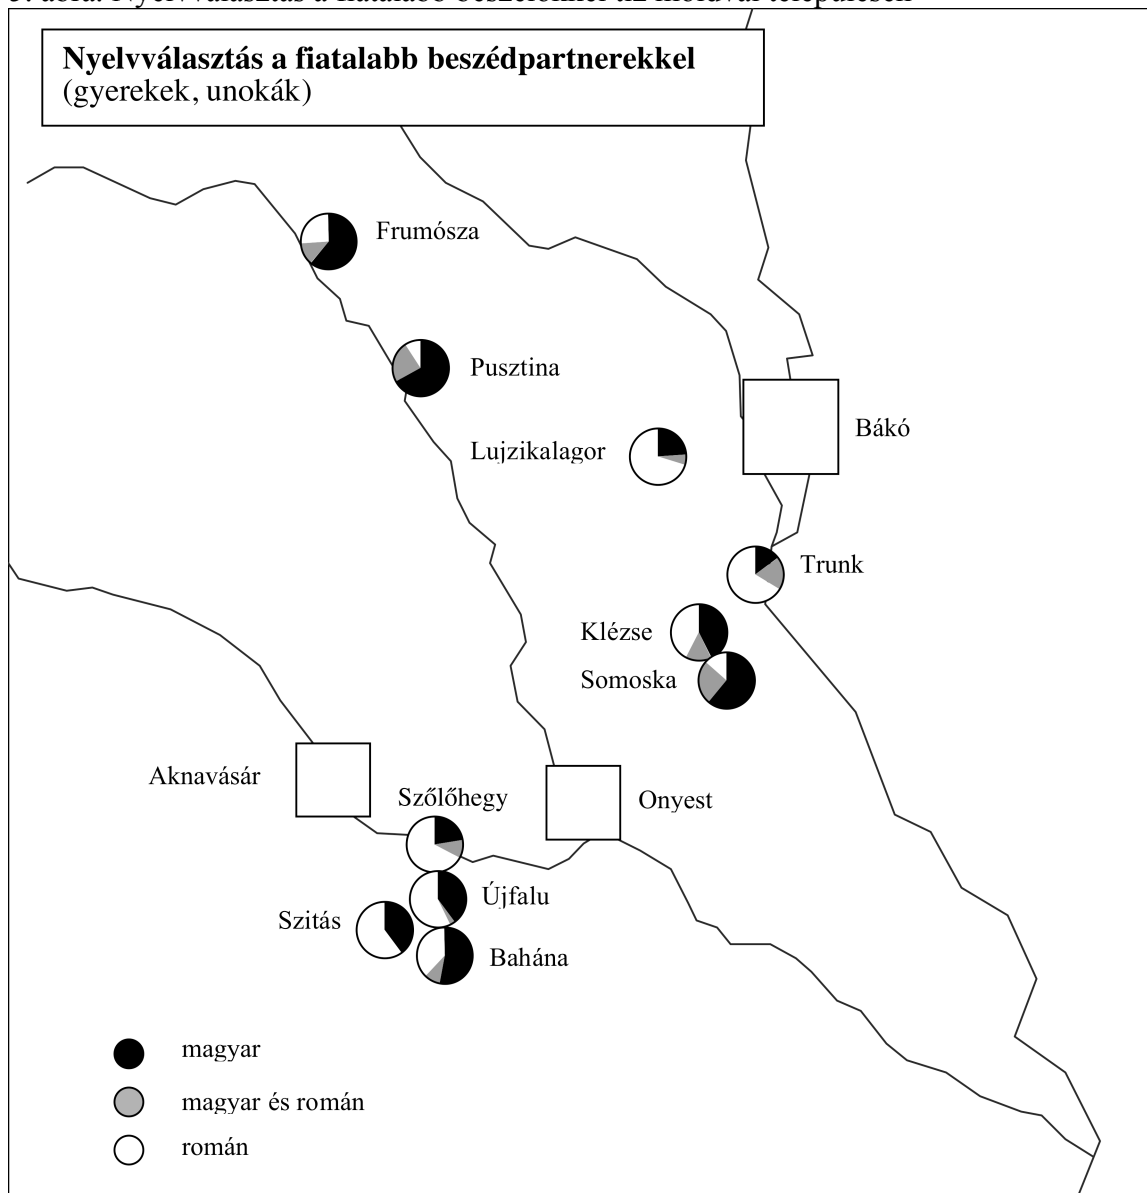 Nyelvválasztás a fiatalabb beszédpartnerekkel
(gyerekek, unokák)
Frumósza
Pusztina
Bákó
Lujzikalagor
Trunk
Klézse
Somoska
Aknavásár
Szőlőhegy
Onyest
Újfalu
Szitás
Bahána
magyar
magyar és román
román